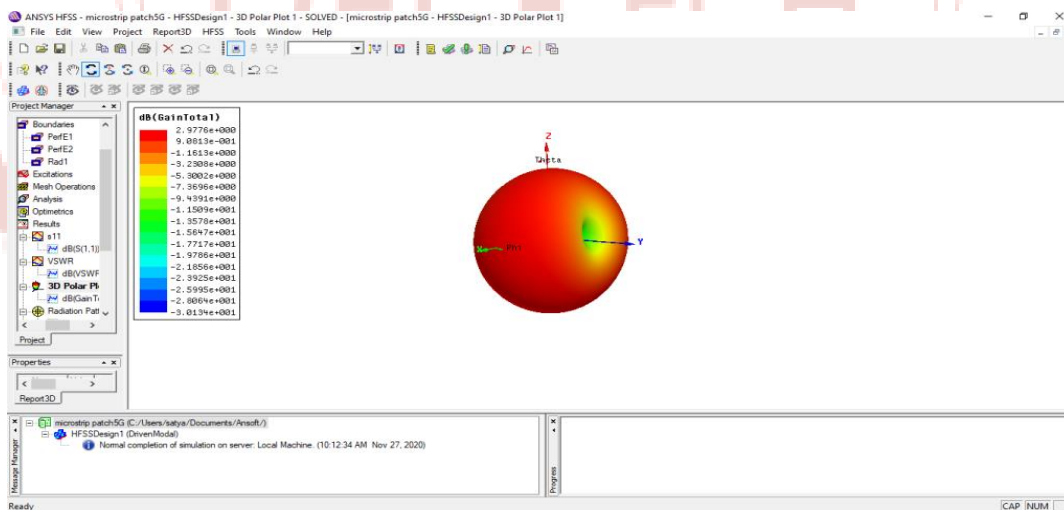 ANSYS HFSS - microstrip patch5G - HFSSDesign1 - 3D Polar Plot 1 - SOLVED - [microstrip patch5G - HFSSDesign1 - 3D Polar Plot 1]
File Edit View Project Report3D HFSS Tools Window Help
Project Manager
Boundaries
PerfE1
PerfE2
Rad1
Excitations
Mesh Operations
Analysis
Optimetrics
Results
s11
dB(S(1,1))
VSWR
dB(VSWF
3D Polar Pl
dB(GainT
Radiation Patt
Project
Properties
Report3D
dB(GainTotal)
2.9776e+000
9.0813e-001
-1.1613e+000
-3.2308e+000
-5.3002e+000
-7.3696e+000
-9.4391e+000
-1.1509e+001
-1.3578e+001
-1.5647e+001
-1.7717e+001
-1.9786e+001
-2.1856e+001
-2.3925e+001
-2.5995e+001
-2.8064e+001
-3.0134e+001
Z
Theta
X
Phi
Y
Message Manager
microstrip patch5G (C:/Users/satya/Documents/Ansoft/)
HFSSDesign1 (DrivenModal)
Normal completion of simulation on server: Local Machine. (10:12:34 AM Nov 27, 2020)
Progress
Ready
CAP NUM